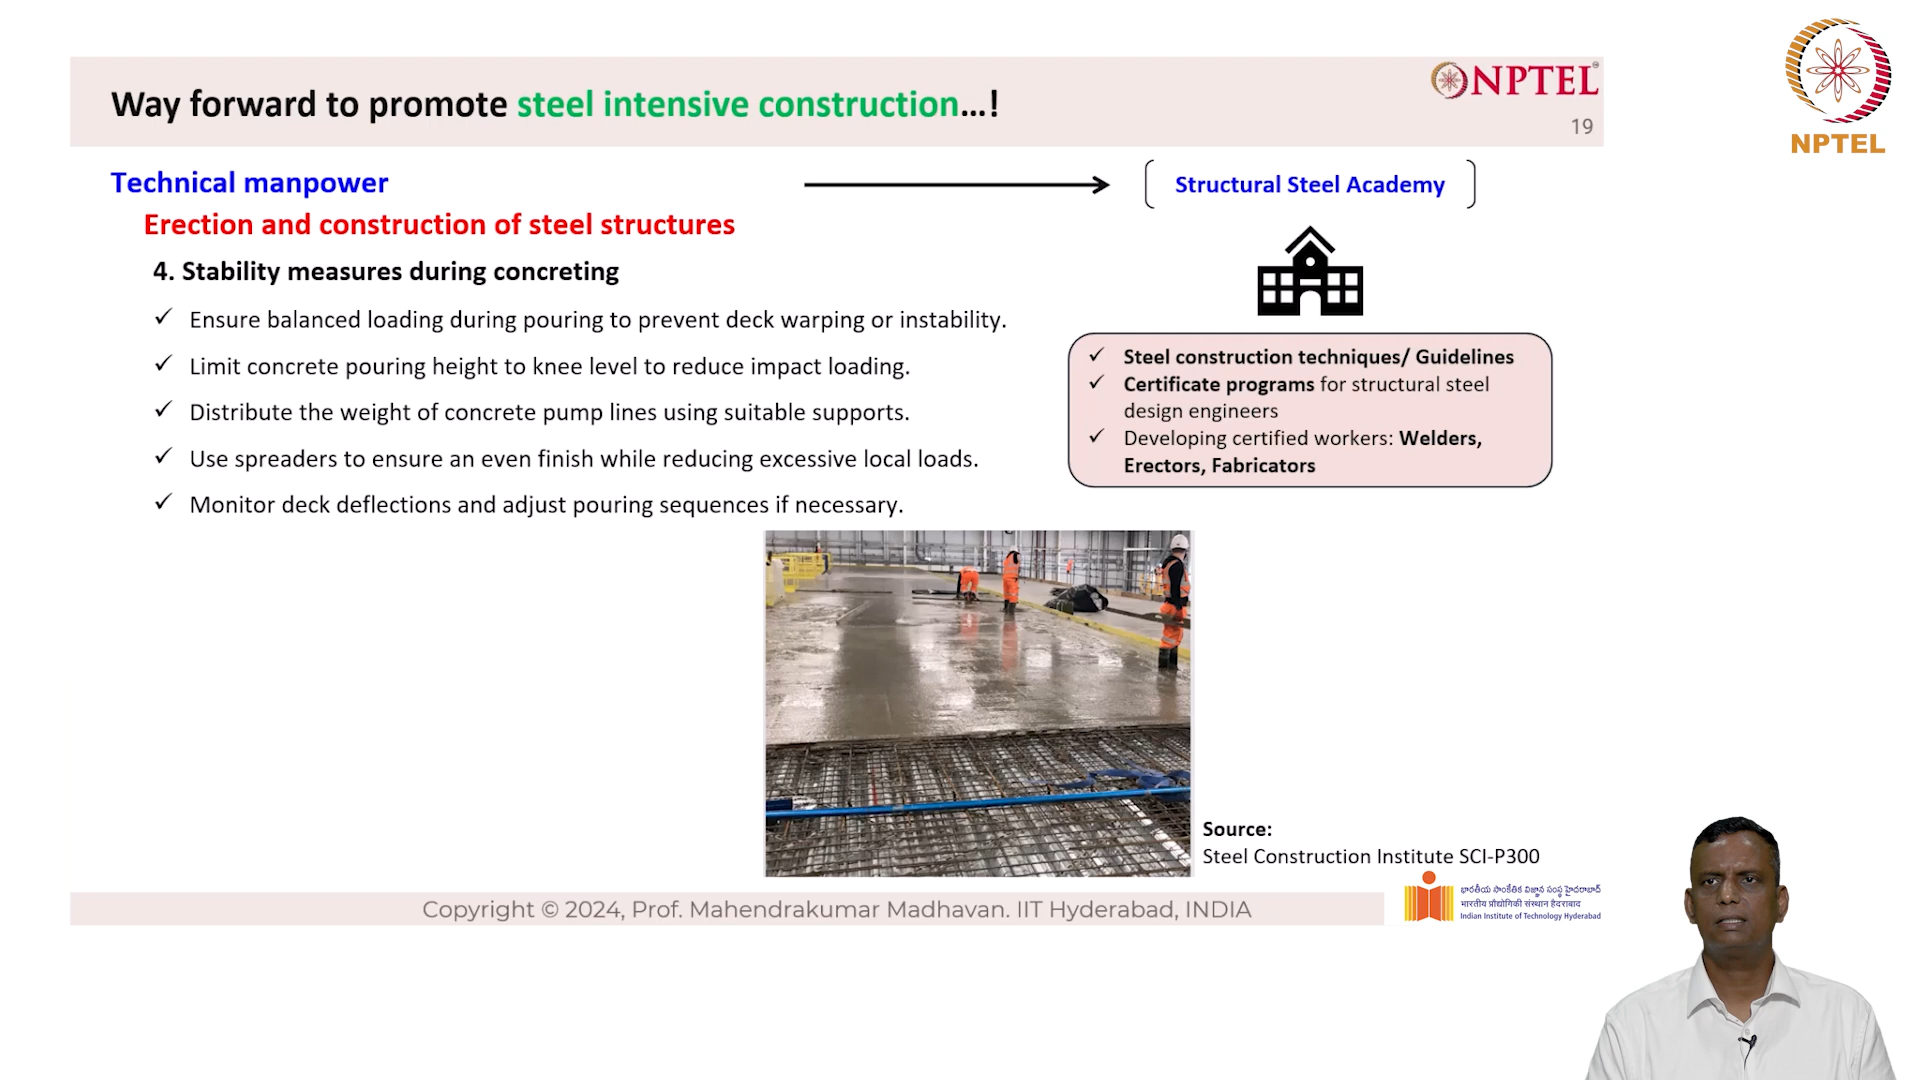 Way forward to promote steel intensive construction...!
NPTEL
19
NPTEL
Technical manpower
Structural Steel Academy
Erection and construction of steel structures
4. Stability measures during concreting
✓ Ensure balanced loading during pouring to prevent deck warping or instability.
✓ Limit concrete pouring height to knee level to reduce impact loading.
✓ Distribute the weight of concrete pump lines using suitable supports.
✓ Use spreaders to ensure an even finish while reducing excessive local loads.
✓ Monitor deck deflections and adjust pouring sequences if necessary.
✓ Steel construction techniques/ Guidelines
✓ Certificate programs for structural steel
design engineers
✓ Developing certified workers: Welders,
Erectors, Fabricators
Source:
Steel Construction Institute SCI-P300
Copyright © 2024, Prof. Mahendrakumar Madhavan. IIT Hyderabad, INDIA
భారతీయ సాంకేతిక విజ్ఞాన సంస్థ హైదరాబాద్
भारतीय प्रौद्योगिकी संस्थान हैदराबाद
Indian Institute of Technology Hyderabad